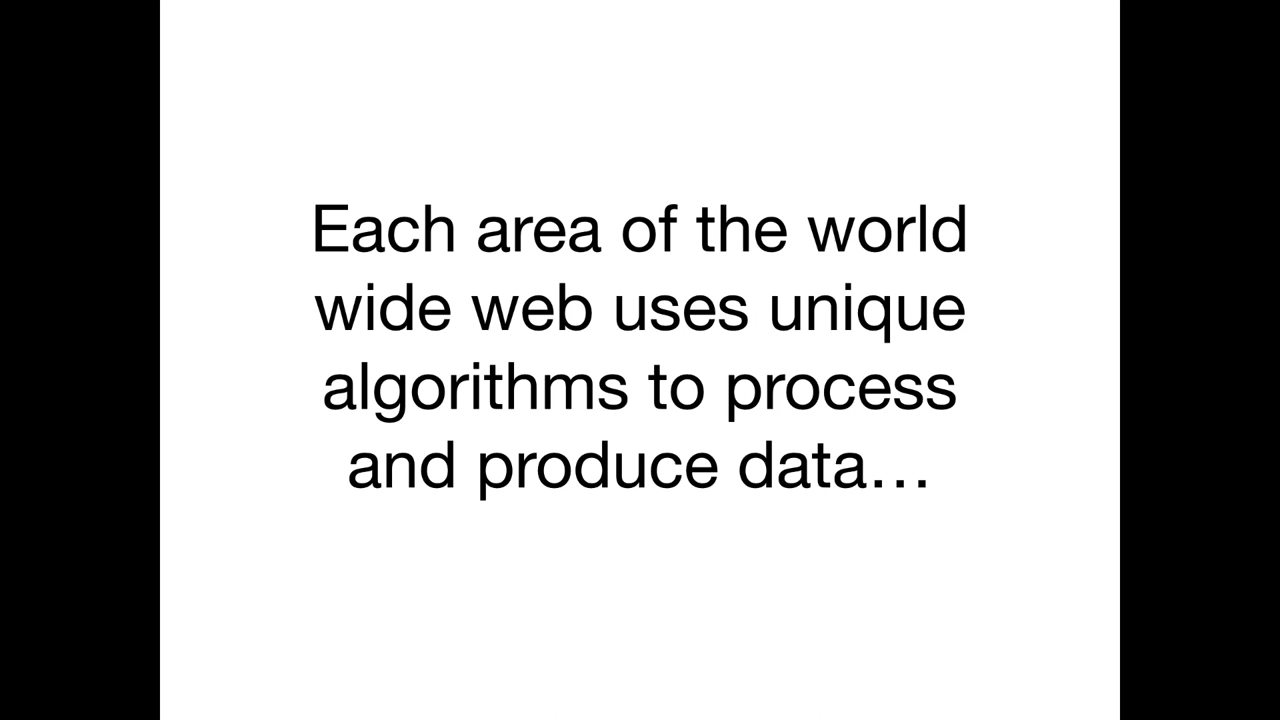 Each area of the world
wide web uses unique
algorithms to process
and produce data…